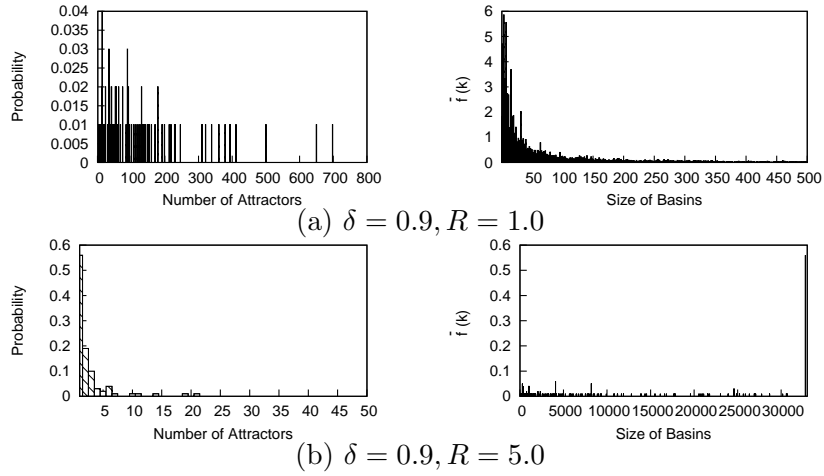 0.04
0.035
0.03
0.025
0.02
0.015
0.01
0.005
0
Probability
0 100 200 300 400 500 600 700 800
Number of Attractors
6
5
4
3
2
1
0
f̄ (k)
50 100 150 200 250 300 350 400 450 500
Size of Basins
(a) δ = 0.9, R = 1.0
0.6
0.5
0.4
0.3
0.2
0.1
0
Probability
5 10 15 20 25 30 35 40 45 50
Number of Attractors
0.6
0.5
0.4
0.3
0.2
0.1
0
f̄ (k)
0 5000 10000 15000 20000 25000 30000
Size of Basins
(b) δ = 0.9, R = 5.0